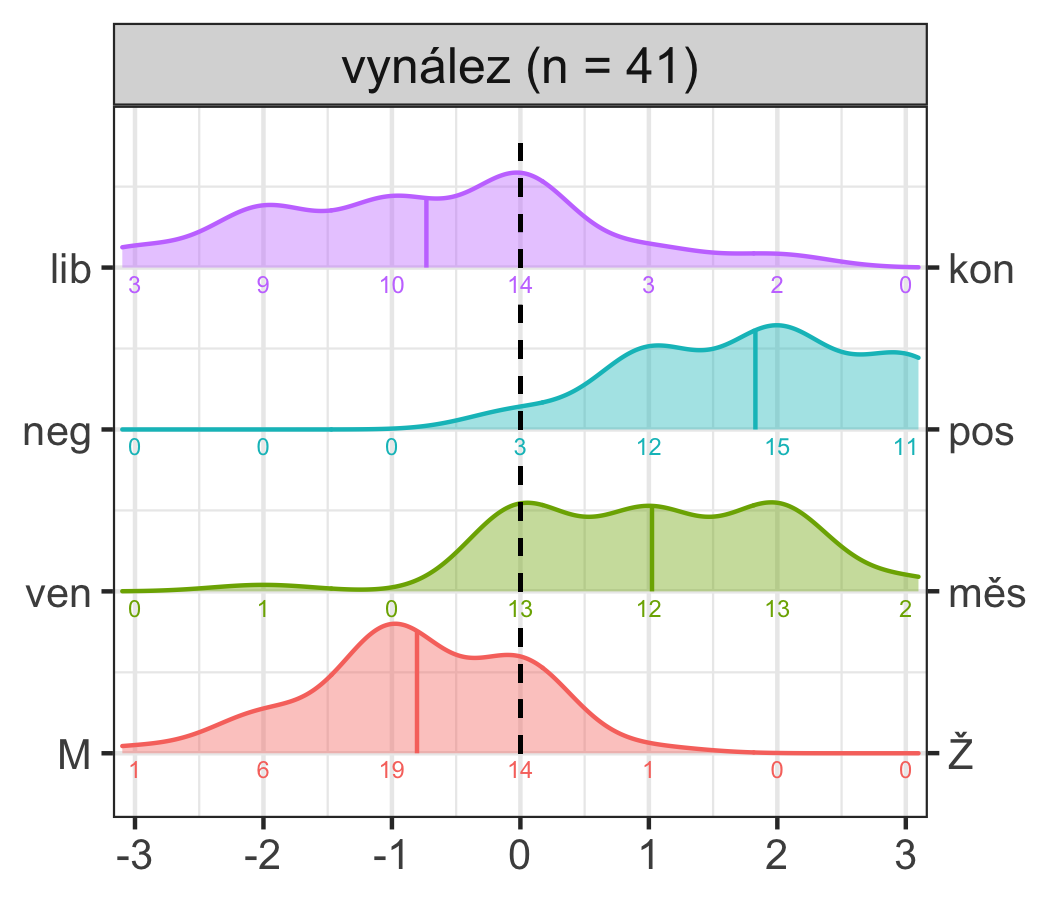 vynález (n = 41)
lib kon
3 9 10 14 3 2 0
neg pos
0 0 0 3 12 15 11
ven měs
0 1 0 13 12 13 2
M Ž
1 6 19 14 1 0 0
-3 -2 -1 0 1 2 3